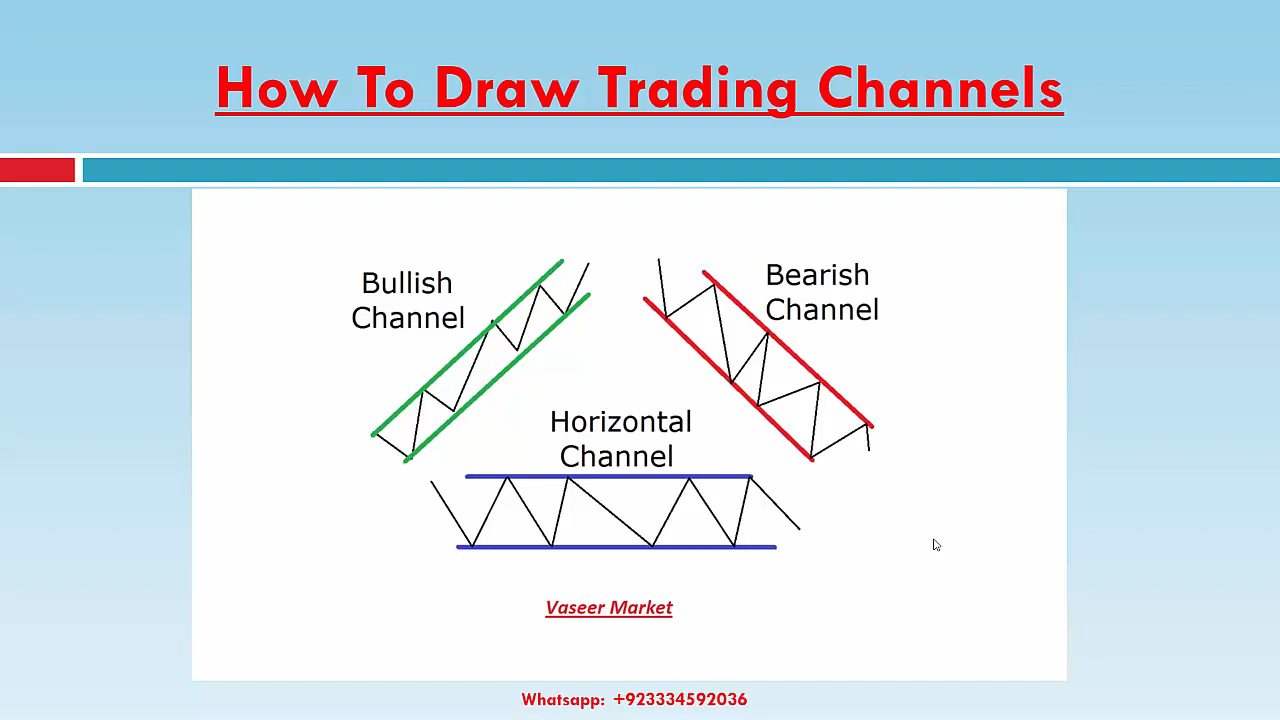 How To Draw Trading Channels
Bullish
Channel
Bearish
Channel
Horizontal
Channel
Vaseer Market
Whatsapp: +923334592036